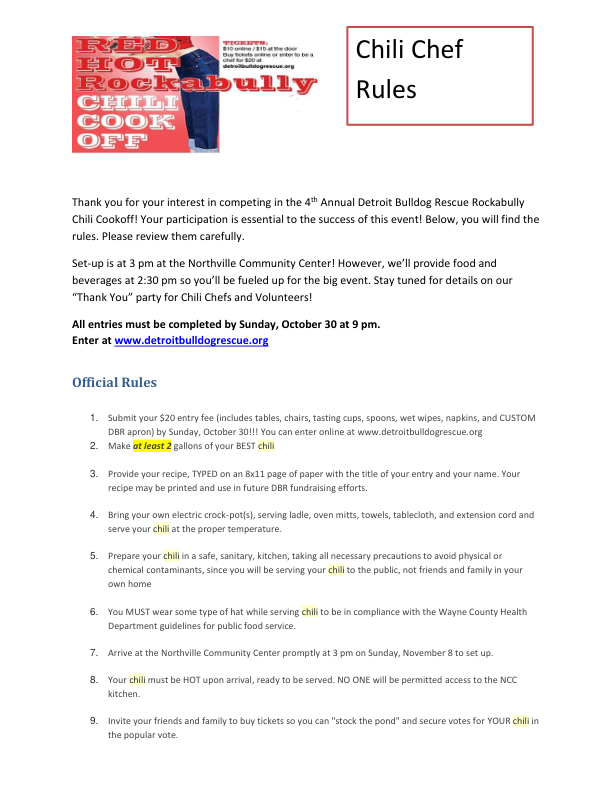 RED
HOT
Rockabully
CHILI
COOK
OFF
TICKETS:
$10 online / $15 at the door
Buy tickets online or enter to be a
chef for $20 at
detroitbulldogrescue.org
Chili Chef
Rules
Thank you for your interest in competing in the 4th Annual Detroit Bulldog Rescue Rockabully
Chili Cookoff! Your participation is essential to the success of this event! Below, you will find the
rules. Please review them carefully.
Set-up is at 3 pm at the Northville Community Center! However, we’ll provide food and
beverages at 2:30 pm so you’ll be fueled up for the big event. Stay tuned for details on our
“Thank You” party for Chili Chefs and Volunteers!
All entries must be completed by Sunday, October 30 at 9 pm.
Enter at www.detroitbulldogrescue.org
Official Rules
1. Submit your $20 entry fee (includes tables, chairs, tasting cups, spoons, wet wipes, napkins, and CUSTOM
DBR apron) by Sunday, October 30!!! You can enter online at www.detroitbulldogrescue.org
2. Make at least 2 gallons of your BEST chili
3. Provide your recipe, TYPED on an 8x11 page of paper with the title of your entry and your name. Your
recipe may be printed and use in future DBR fundraising efforts.
4. Bring your own electric crock-pot(s), serving ladle, oven mitts, towels, tablecloth, and extension cord and
serve your chili at the proper temperature.
5. Prepare your chili in a safe, sanitary, kitchen, taking all necessary precautions to avoid physical or
chemical contaminants, since you will be serving your chili to the public, not friends and family in your
own home
6. You MUST wear some type of hat while serving chili to be in compliance with the Wayne County Health
Department guidelines for public food service.
7. Arrive at the Northville Community Center promptly at 3 pm on Sunday, November 8 to set up.
8. Your chili must be HOT upon arrival, ready to be served. NO ONE will be permitted access to the NCC
kitchen.
9. Invite your friends and family to buy tickets so you can "stock the pond" and secure votes for YOUR chili in
the popular vote.